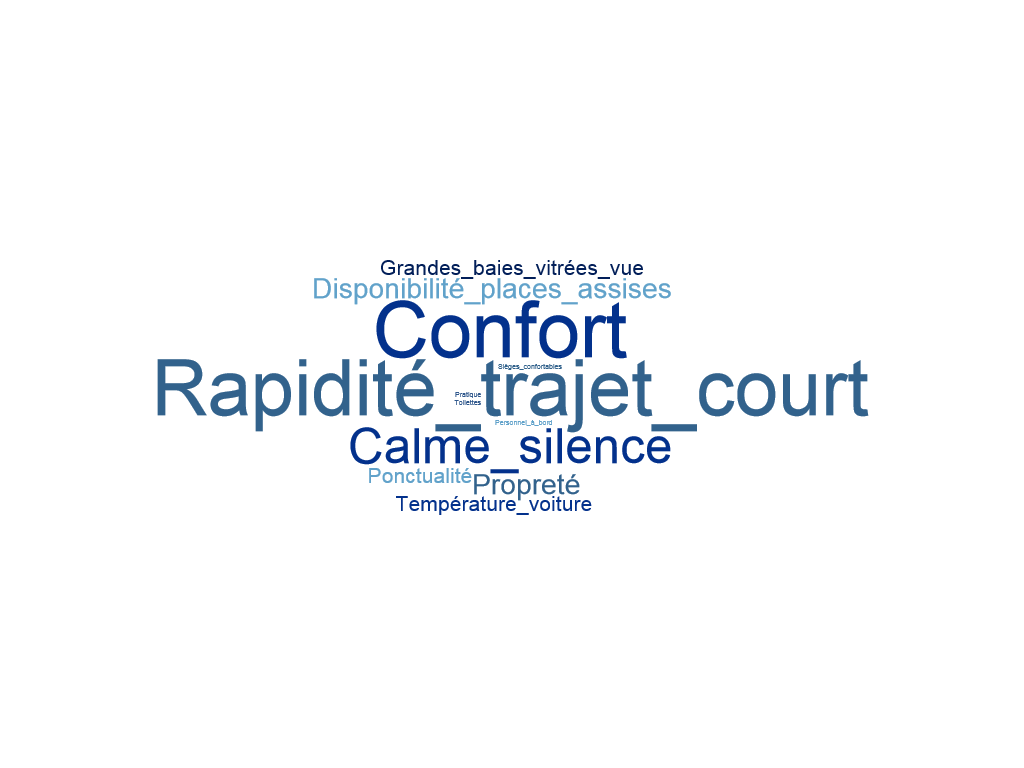 Grandes_baies_vitrées_vue
Disponibilité_places_assises
Confort
Sièges_confortables
Rapidité_trajet_court
Pratique
Toilettes
Personnel_à_bord
Calme_silence
Ponctualité
Propreté
Température_voiture